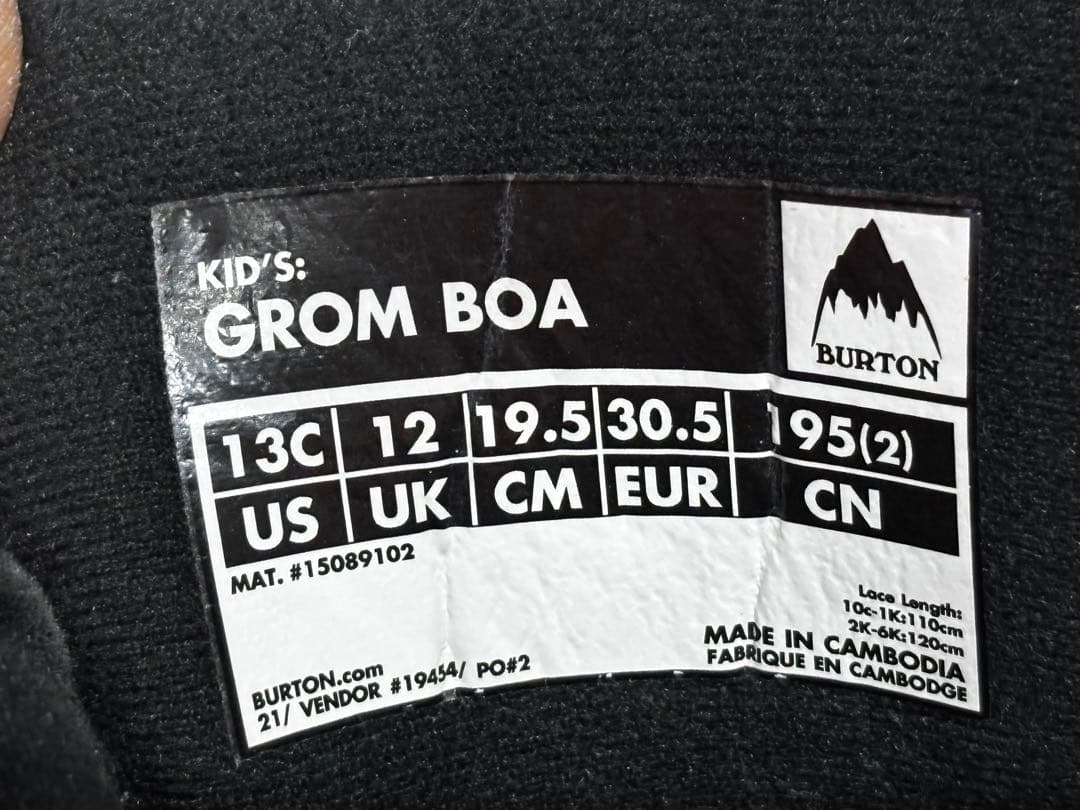 KID'S:
GROM BOA
BURTON
13C 12 19.5 30.5 195(2)
US UK CM EUR CN
MAT. #15089102
Lace Length:
10c-1K:110cm
2K-6K:120cm
MADE IN CAMBODIA
FABRIQUE EN CAMBODGE
BURTON.com
21/ VENDOR #19454/ PO#2